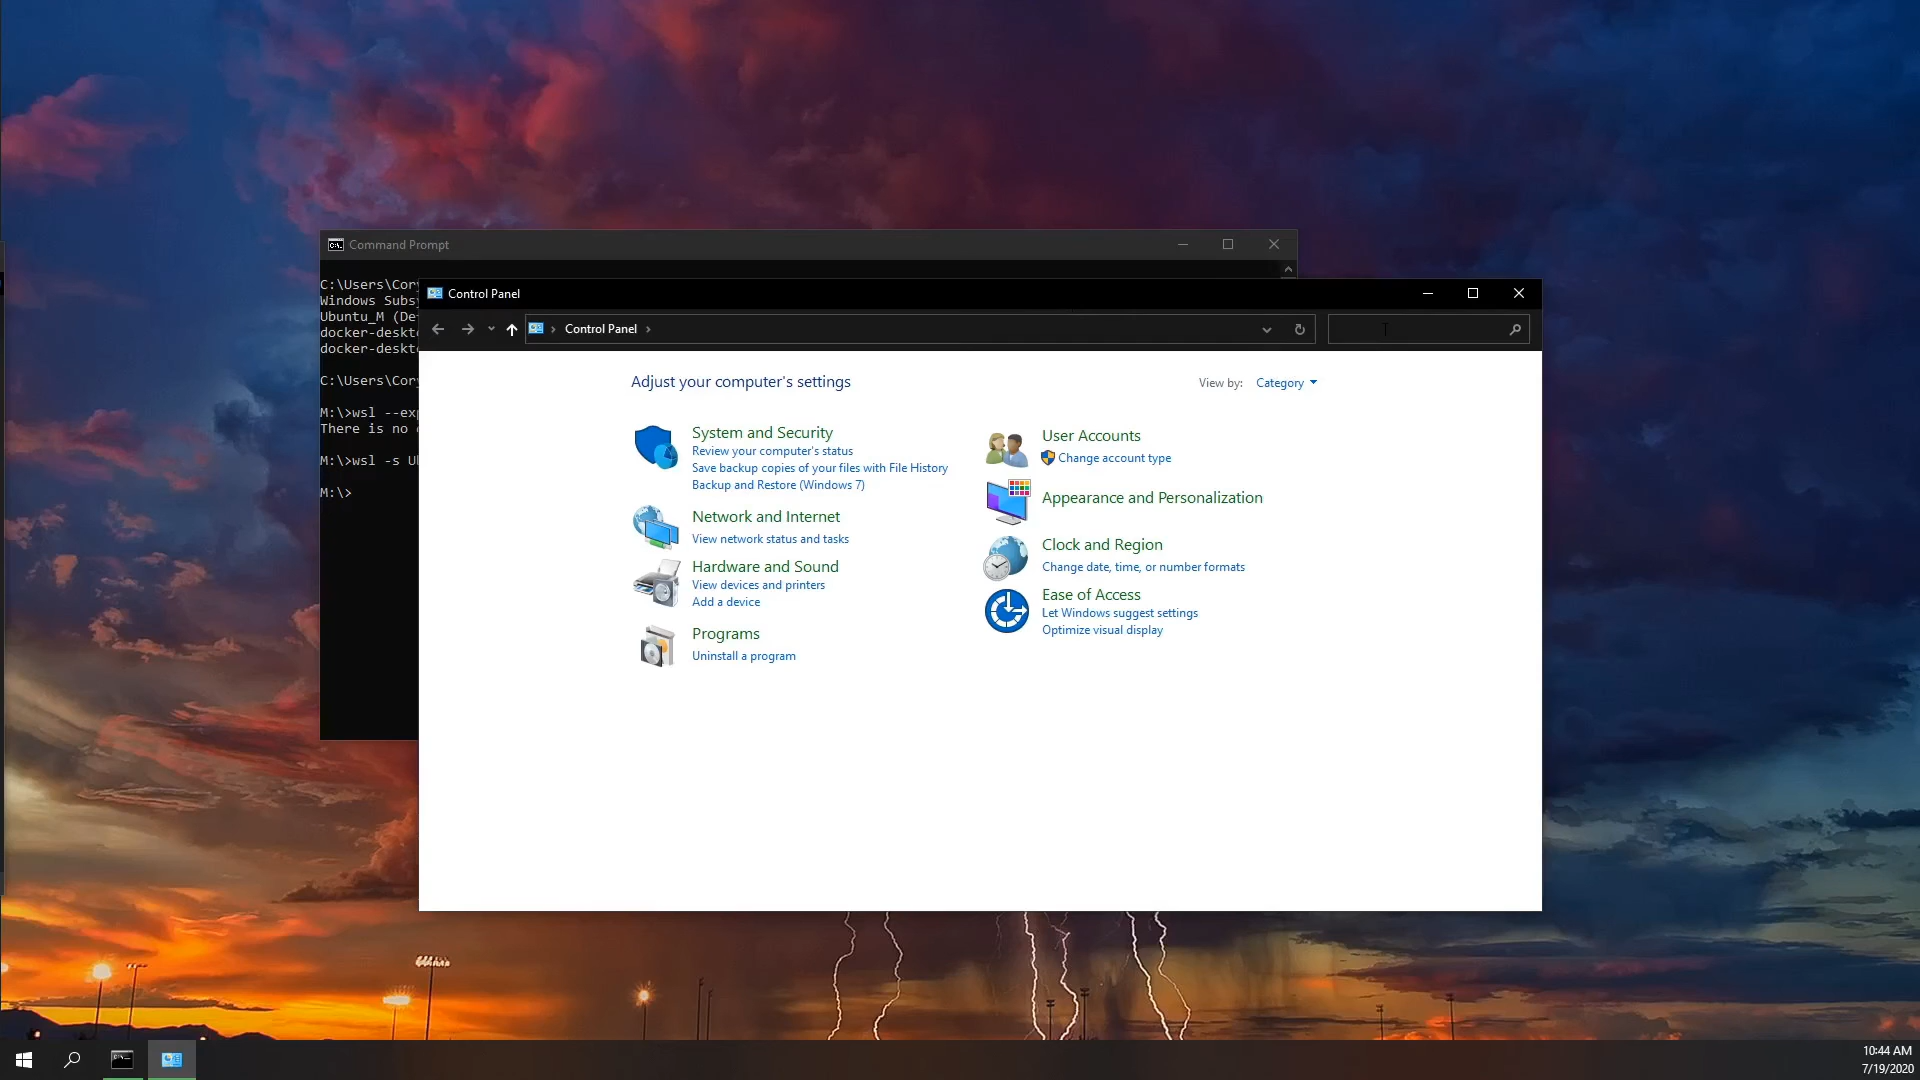 Command Prompt
C:\Users\Cor
Windows Subs
Ubuntu_M (De
docker-deskt
docker-deskt
C:\Users\Cor
M:\>wsl --exp
There is no
M:\>wsl -s U
M:\>
Control Panel
Control Panel
Adjust your computer's settings
View by: Category
System and Security
Review your computer's status
Save backup copies of your files with File History
Backup and Restore (Windows 7)
Network and Internet
View network status and tasks
Hardware and Sound
View devices and printers
Add a device
Programs
Uninstall a program
User Accounts
Change account type
Appearance and Personalization
Clock and Region
Change date, time, or number formats
Ease of Access
Let Windows suggest settings
Optimize visual display
10:44 AM
7/19/2020